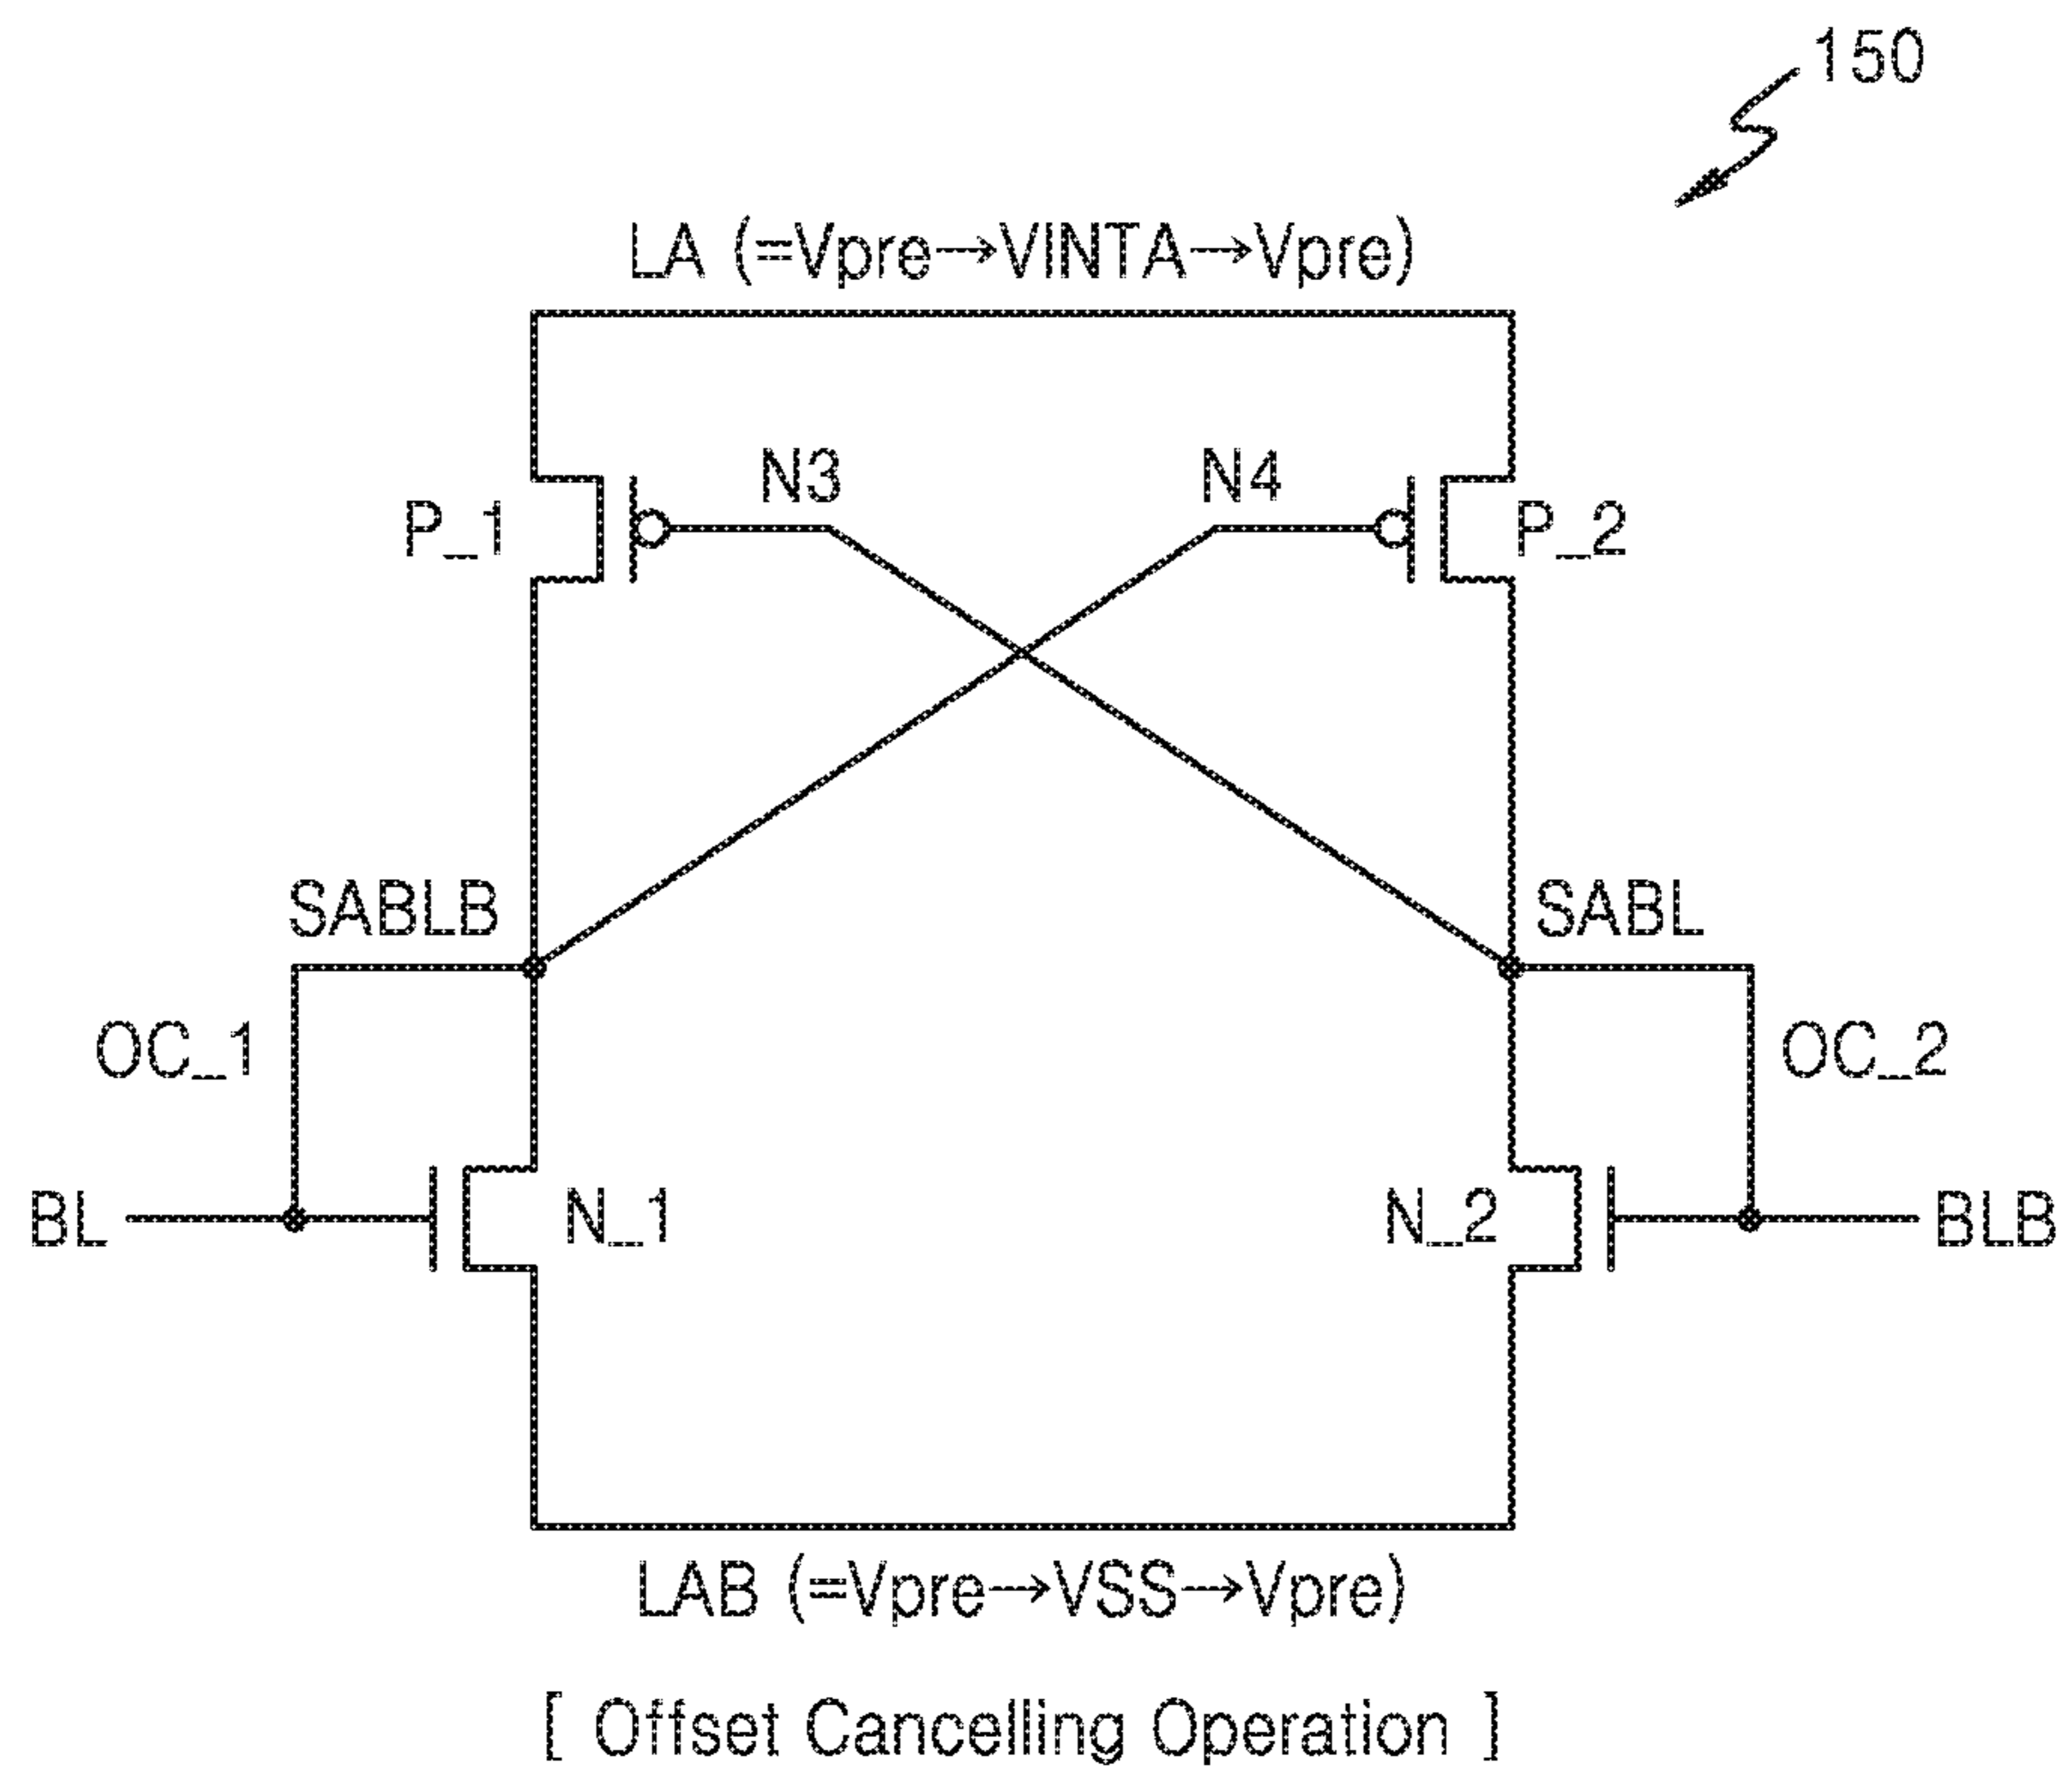 150
LA (=Vpre→VINTA→Vpre)
N3
N4
P_1
P_2
SABLB
SABL
OC_1
OC_2
BL
N_1
N_2
BLB
LAB (=Vpre→VSS→Vpre)
[ Offset Cancelling Operation ]